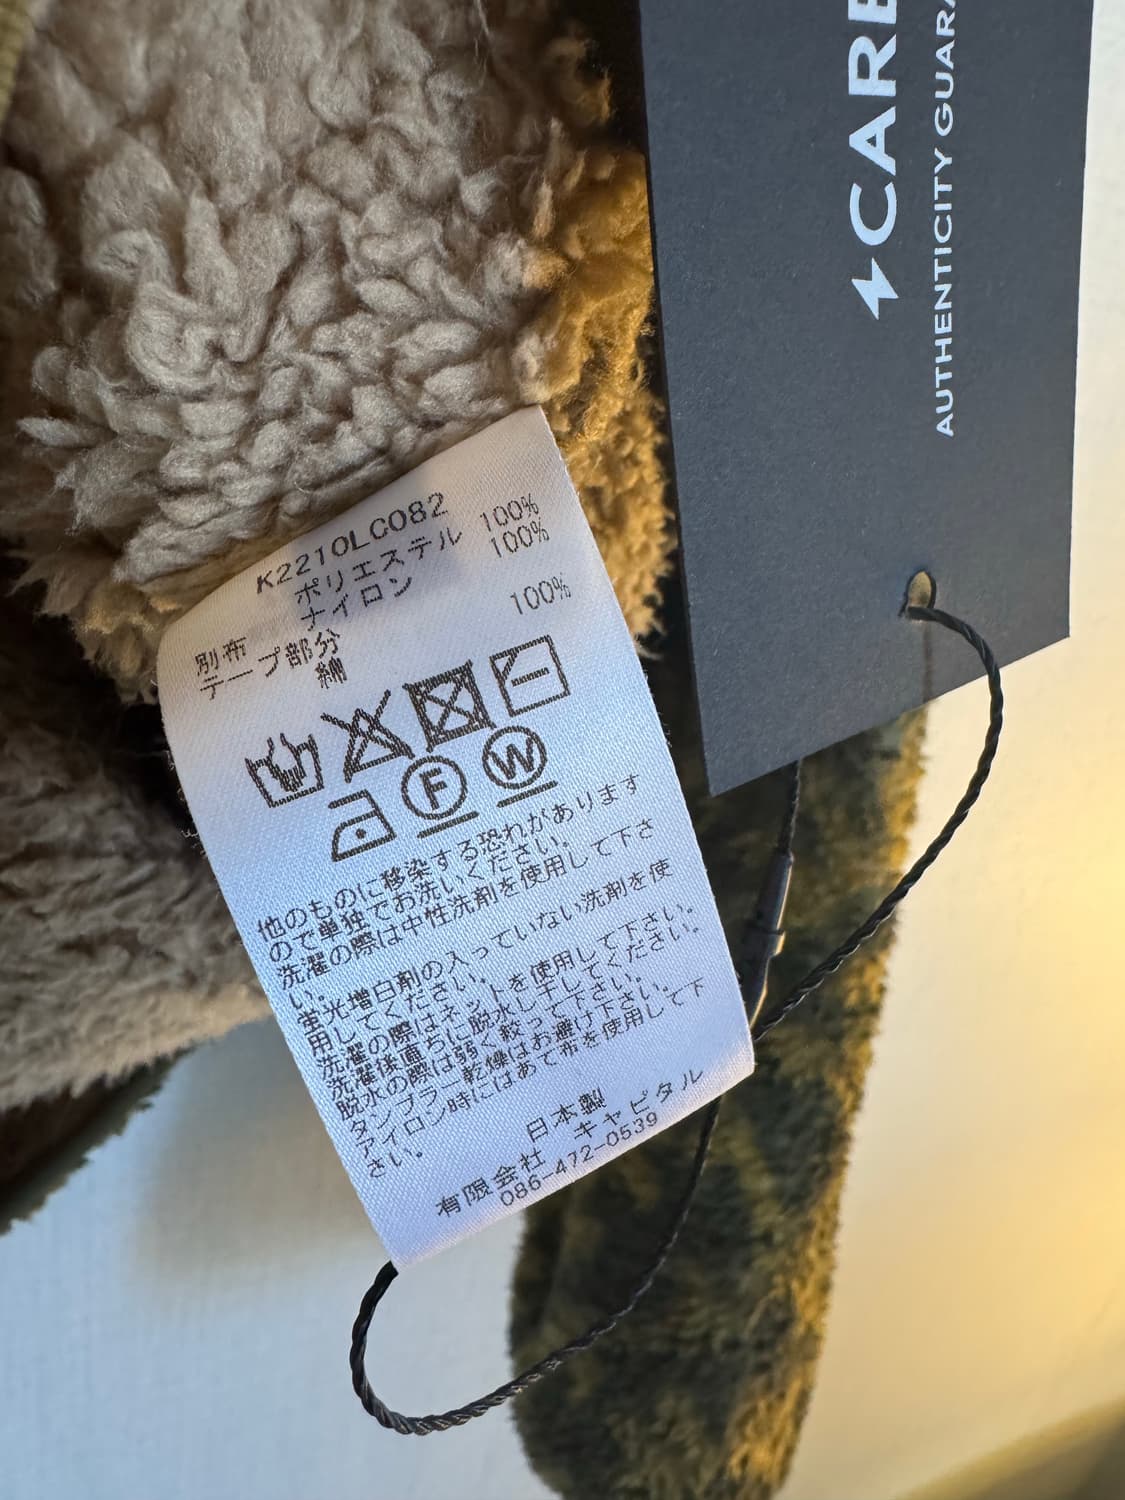 K2210LC082
ポリエステル 100%
ナイロン 100%
別布
テープ部分
綿 100%
F W
他のものに移染する恐れがあります
ので単独でお洗いください。
洗濯の際は中性洗剤を使用して下さ
い。
蛍光増白剤の入っていない洗剤を使
用してください。
洗濯の際はネットを使用して下さい。
洗濯後直ちに脱水し干してください。
脱水の際は弱く絞って下さい。
タンブラー乾燥はお避け下さい。
アイロン時にはあて布を使用して下
さい。
日本製
有限会社 キャピタル
086-472-0539
CARE
AUTHENTICITY GUARA